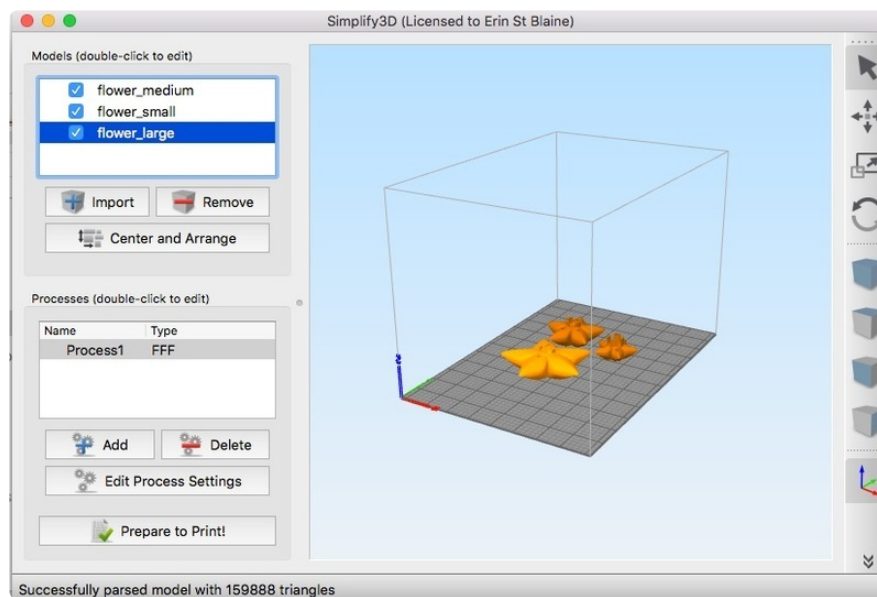 Simplify3D (Licensed to Erin St Blaine)
Models (double-click to edit)
flower_medium
flower_small
flower_large
Import Remove
Center and Arrange
Processes (double-click to edit)
Name Type
Process1 FFF
Add Delete
Edit Process Settings
Prepare to Print!
Successfully parsed model with 159888 triangles